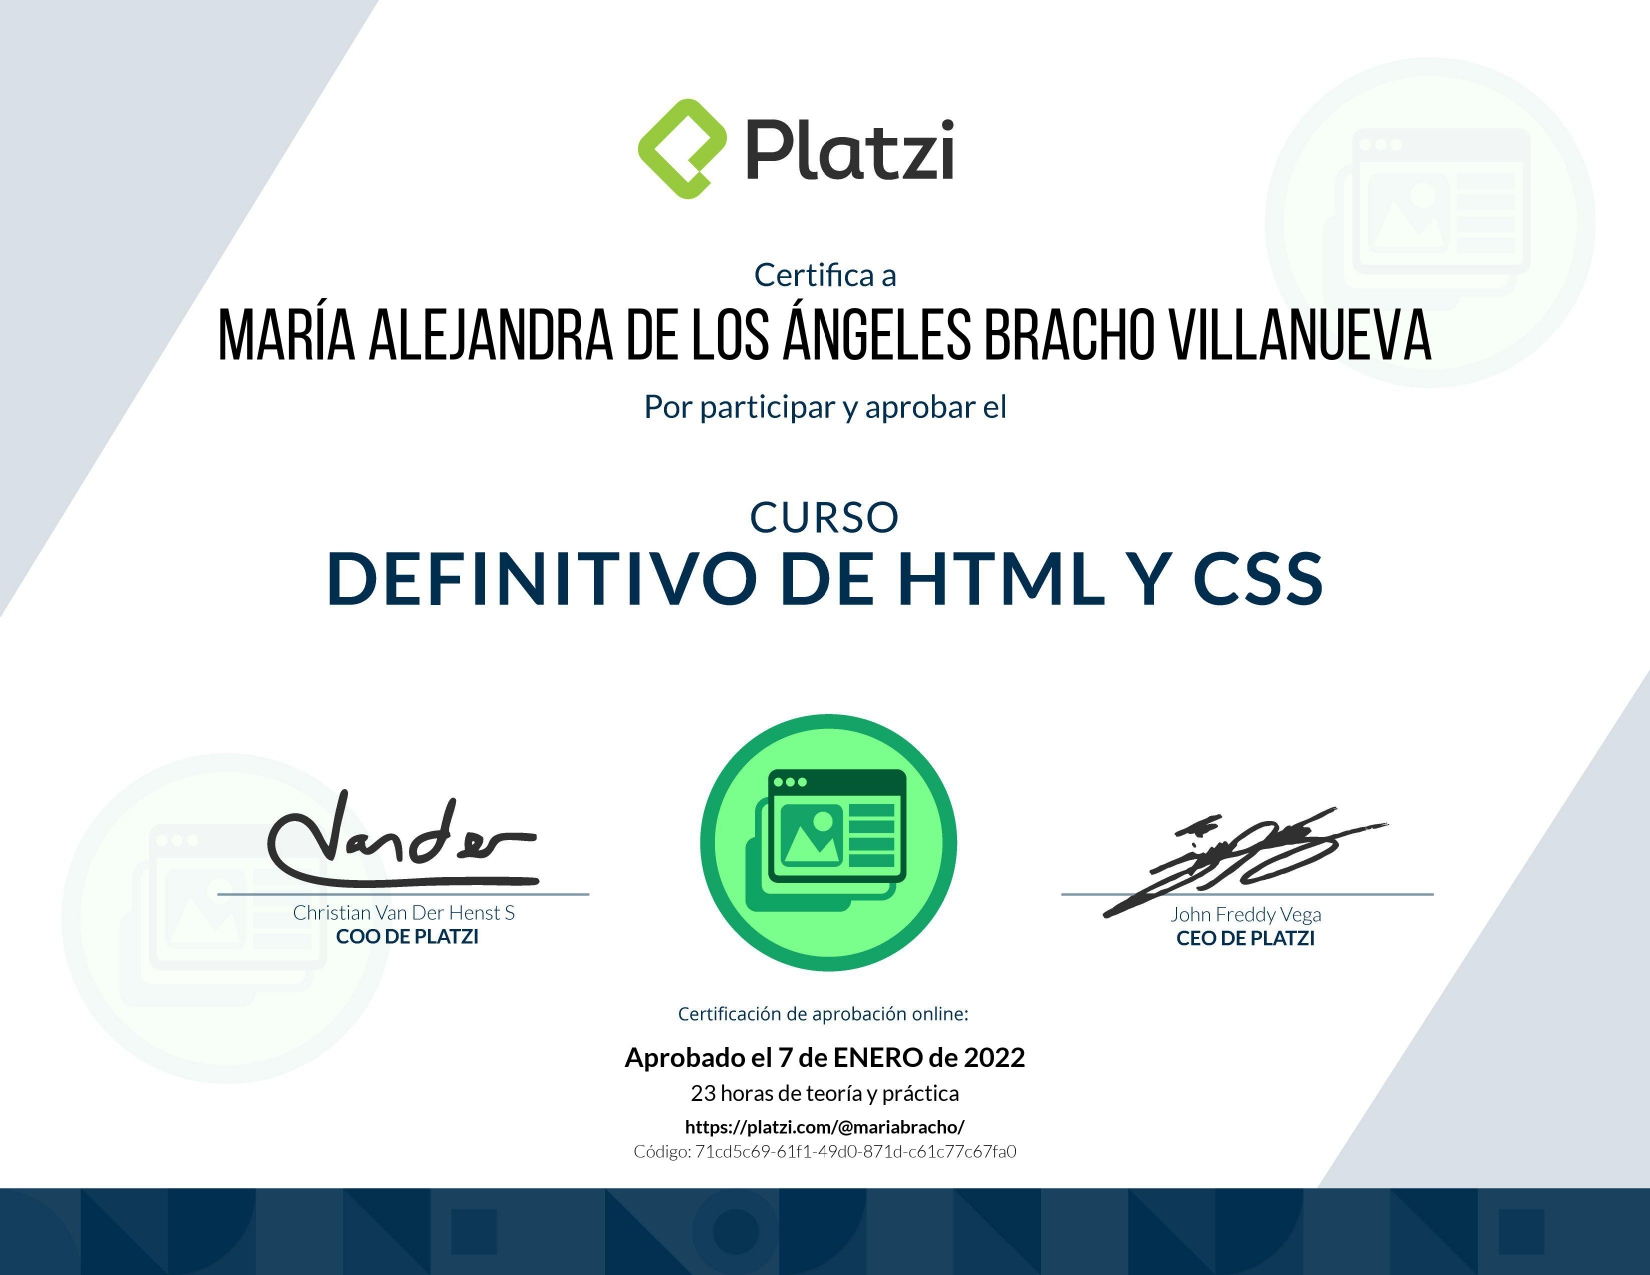 Platzi
Certifica a
MARÍA ALEJANDRA DE LOS ÁNGELES BRACHO VILLANUEVA
Por participar y aprobar el
CURSO
DEFINITIVO DE HTML Y CSS
Vander
Christian Van Der Henst S
COO DE PLATZI
John Freddy Vega
CEO DE PLATZI
Certificación de aprobación online:
Aprobado el 7 de ENERO de 2022
23 horas de teoría y práctica
https://platzi.com/@mariabracho/
Código: 71cd5c69-61f1-49d0-871d-c61c77c67fa0